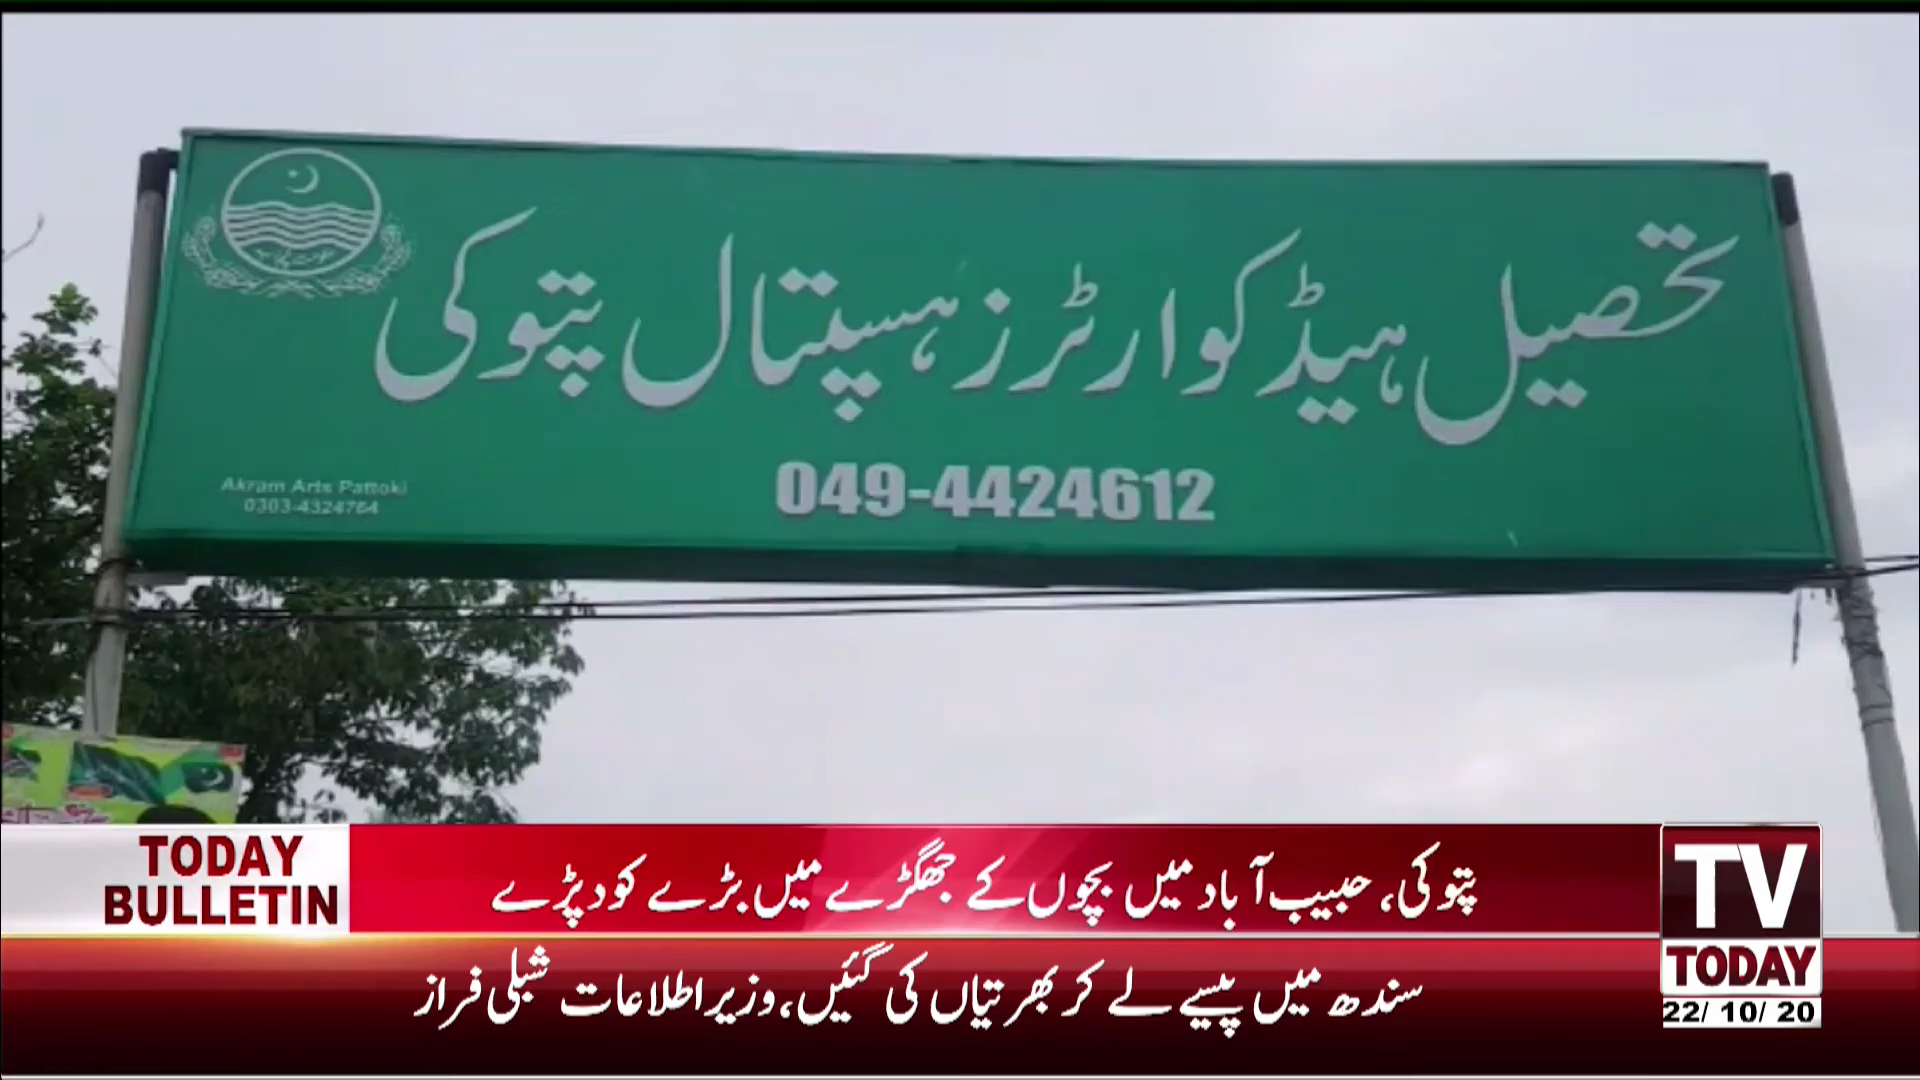 تحصیل ہیڈ کوارٹرز ہسپتال پتوکی
049-4424612
Akram Arts Pattoki
0303-4324764
TODAY
BULLETIN
پتوکی، حبیب آباد میں بچوں کے جھگڑے میں بڑے کود پڑے
سندھ میں پیسے لے کر بھرتیاں کی گئیں، وزیر اطلاعات شبلی فراز
TV
TODAY
22/ 10/ 20